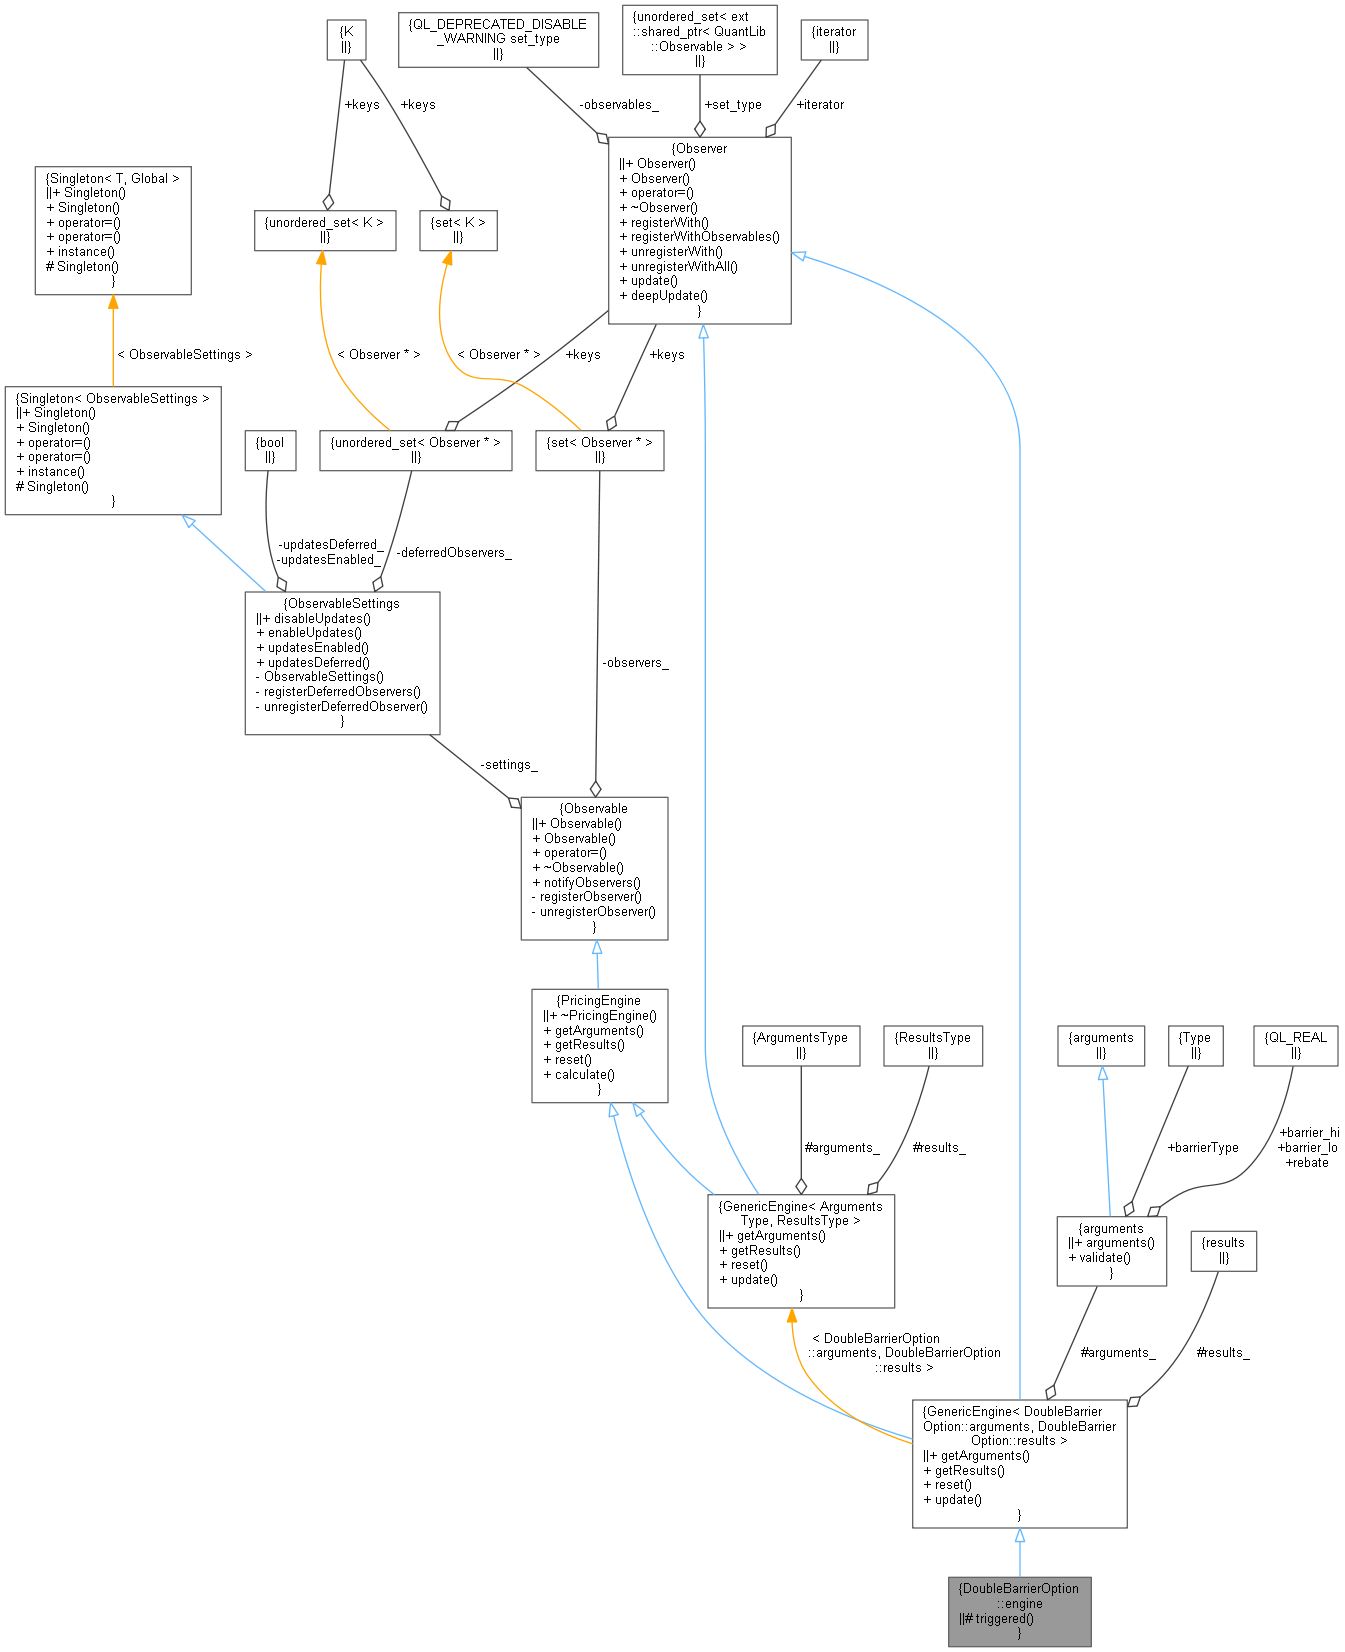 {K
||}
{QL_DEPRECATED_DISABLE
_WARNING set_type
||}
{unordered_set< ext
::shared_ptr< QuantLib
::Observable > >
||}
{iterator
||}
+keys
+keys
-observables_
+set_type
+iterator
{Singleton< T, Global >
||+ Singleton()
+ Singleton()
+ operator=()
+ operator=()
+ instance()
# Singleton()
}
{unordered_set< K >
||}
{set< K >
||}
{Observer
||+ Observer()
+ Observer()
+ operator=()
+ ~Observer()
+ registerWith()
+ registerWithObservables()
+ unregisterWith()
+ unregisterWithAll()
+ update()
+ deepUpdate()
}
< ObservableSettings >
< Observer * >
< Observer * >
+keys
+keys
{Singleton< ObservableSettings >
||+ Singleton()
+ Singleton()
+ operator=()
+ operator=()
+ instance()
# Singleton()
}
{bool
||}
{unordered_set< Observer * >
||}
{set< Observer * >
||}
-updatesDeferred_
-updatesEnabled_
-deferredObservers_
{ObservableSettings
||+ disableUpdates()
+ enableUpdates()
+ updatesEnabled()
+ updatesDeferred()
- ObservableSettings()
- registerDeferredObservers()
- unregisterDeferredObserver()
}
-observers_
-settings_
{Observable
||+ Observable()
+ Observable()
+ operator=()
+ ~Observable()
+ notifyObservers()
- registerObserver()
- unregisterObserver()
}
{PricingEngine
||+ ~PricingEngine()
+ getArguments()
+ getResults()
+ reset()
+ calculate()
}
{ArgumentsType
||}
{ResultsType
||}
{arguments
||}
{Type
||}
{QL_REAL
||}
#arguments_
#results_
+barrierType
+barrier_hi
+barrier_lo
+rebate
{GenericEngine< Arguments
Type, ResultsType >
||+ getArguments()
+ getResults()
+ reset()
+ update()
}
{arguments
||+ arguments()
+ validate()
}
{results
||}
< DoubleBarrierOption
::arguments, DoubleBarrierOption
::results >
#arguments_
#results_
{GenericEngine< DoubleBarrier
Option::arguments, DoubleBarrier
Option::results >
||+ getArguments()
+ getResults()
+ reset()
+ update()
}
{DoubleBarrierOption
::engine
||# triggered()
}